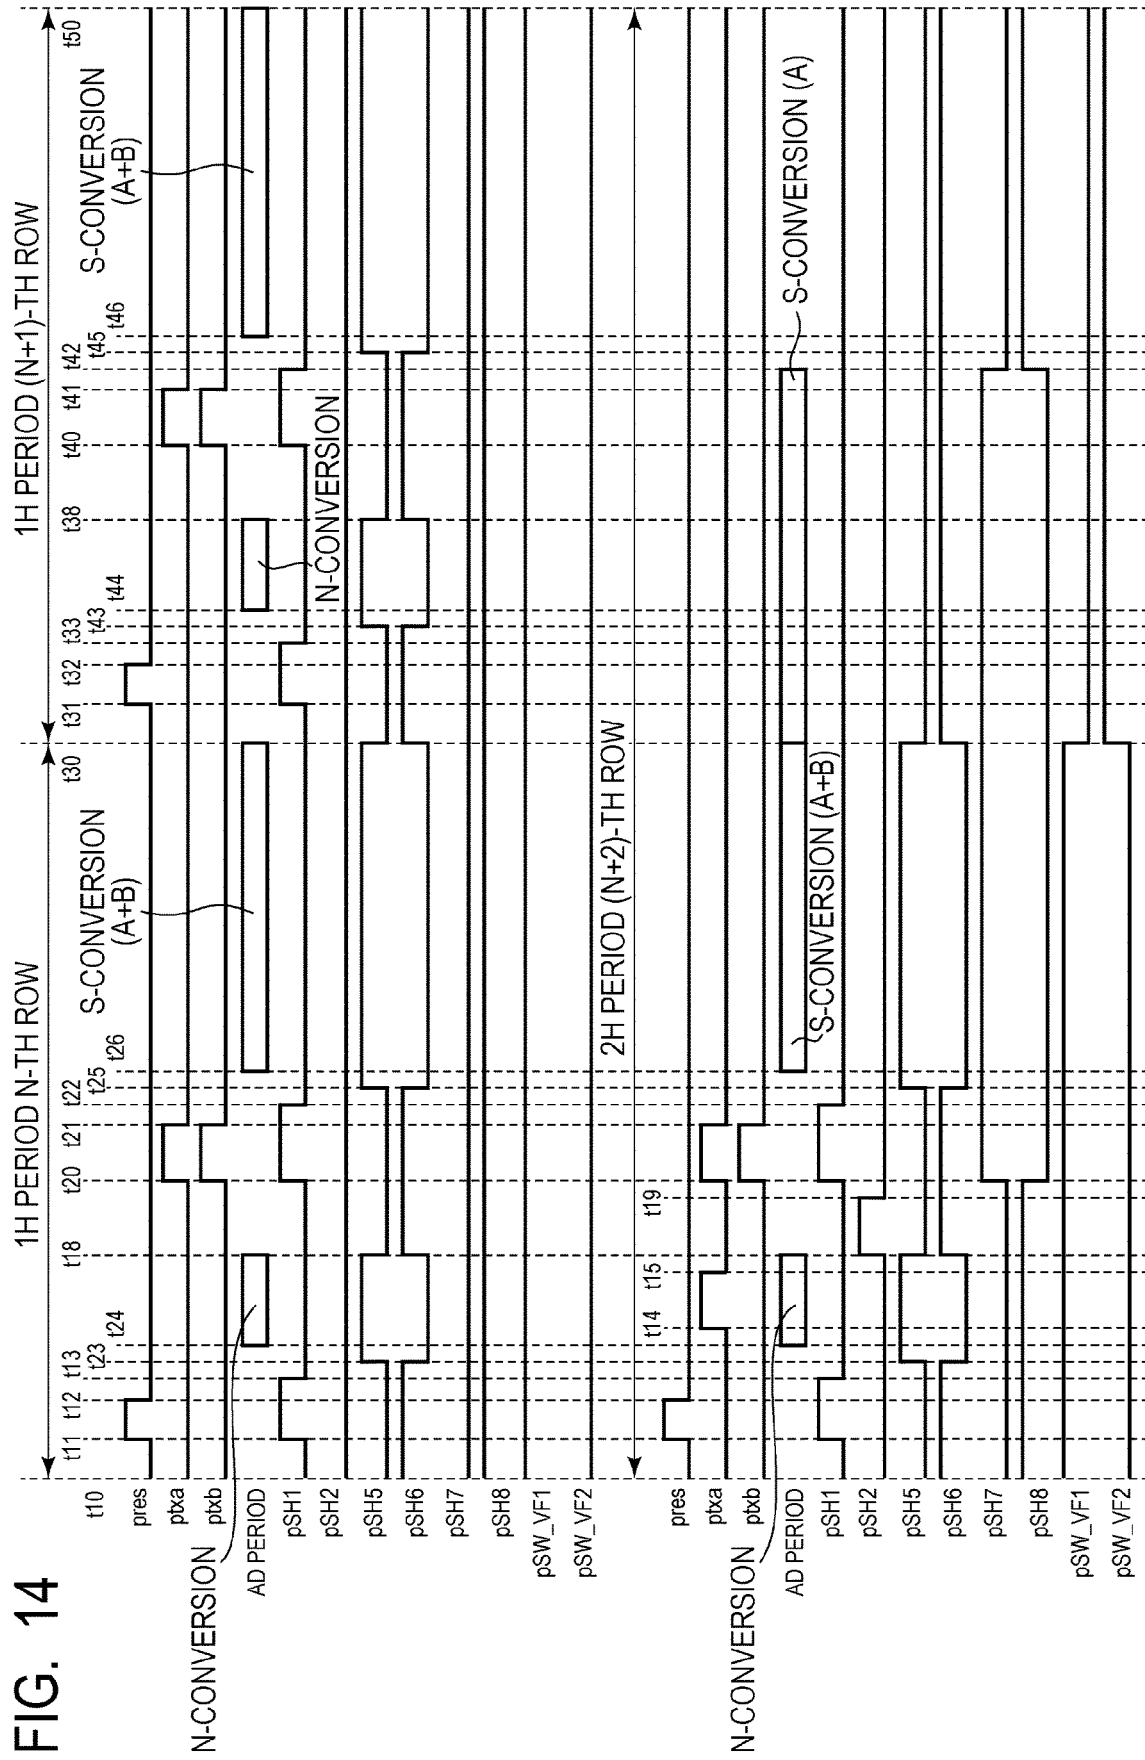 FIG. 14
1H PERIOD N-TH ROW
1H PERIOD (N+1)-TH ROW
S-CONVERSION
(A+B)
S-CONVERSION
(A+B)
t10
t11
t12
t13
t23
t24
t18
t20
t21
t22
t25
t26
t30
t31
t32
t33
t43
t44
t38
t40
t41
t42
t45
t46
t50
pres
ptxa
ptxb
N-CONVERSION
AD PERIOD
N-CONVERSION
pSH1
pSH2
pSH5
pSH6
pSH7
pSH8
pSW_VF1
pSW_VF2
2H PERIOD (N+2)-TH ROW
t14
t15
t19
pres
ptxa
ptxb
N-CONVERSION
AD PERIOD
S-CONVERSION (A+B)
S-CONVERSION (A)
pSH1
pSH2
pSH5
pSH6
pSH7
pSH8
pSW_VF1
pSW_VF2